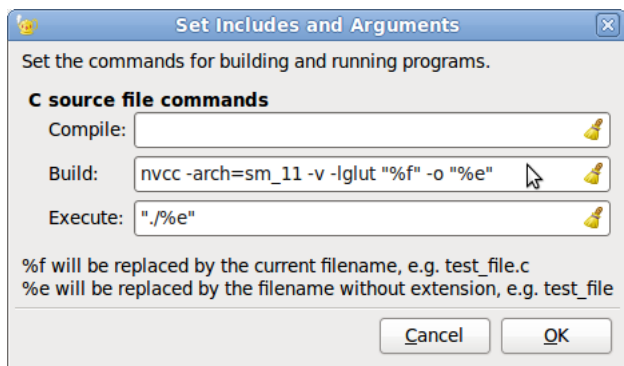 Set Includes and Arguments
Set the commands for building and running programs.
C source file commands
Compile:
Build: nvcc -arch=sm_11 -v -lglut "%f" -o "%e"
Execute: "./%e"
%f will be replaced by the current filename, e.g. test_file.c
%e will be replaced by the filename without extension, e.g. test_file
Cancel OK